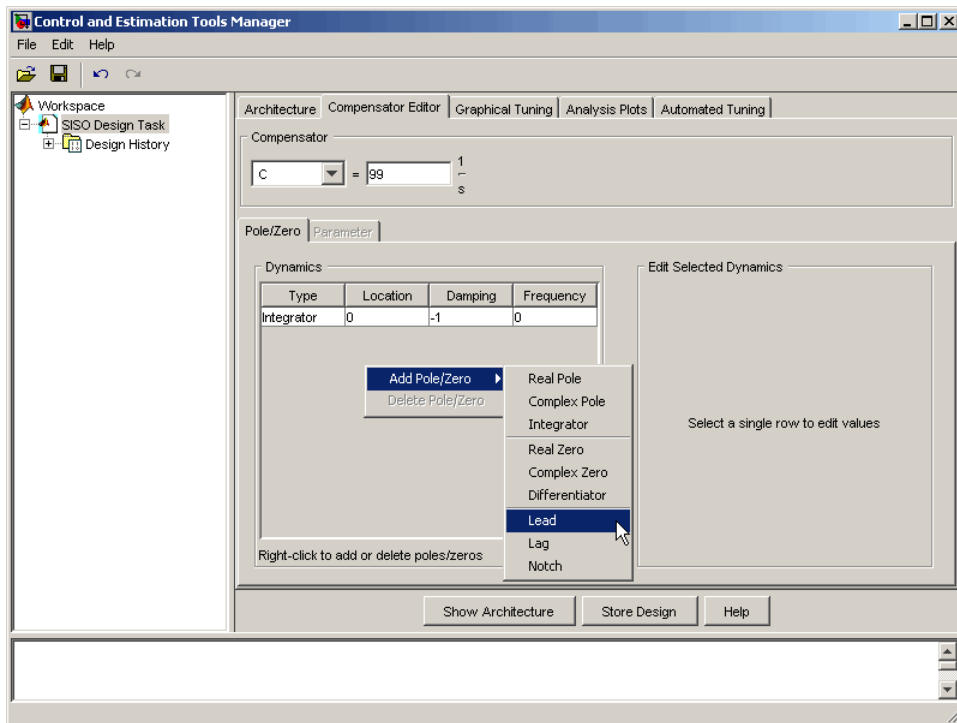 Control and Estimation Tools Manager
File Edit Help
Workspace
SISO Design Task
Design History
Architecture Compensator Editor Graphical Tuning Analysis Plots Automated Tuning
Compensator
C = 99 1
s
Pole/Zero Parameter
Dynamics
Type Location Damping Frequency
Integrator 0 -1 0
Add Pole/Zero
Delete Pole/Zero
Real Pole
Complex Pole
Integrator
Real Zero
Complex Zero
Differentiator
Lead
Lag
Notch
Right-click to add or delete poles/zeros
Edit Selected Dynamics
Select a single row to edit values
Show Architecture Store Design Help